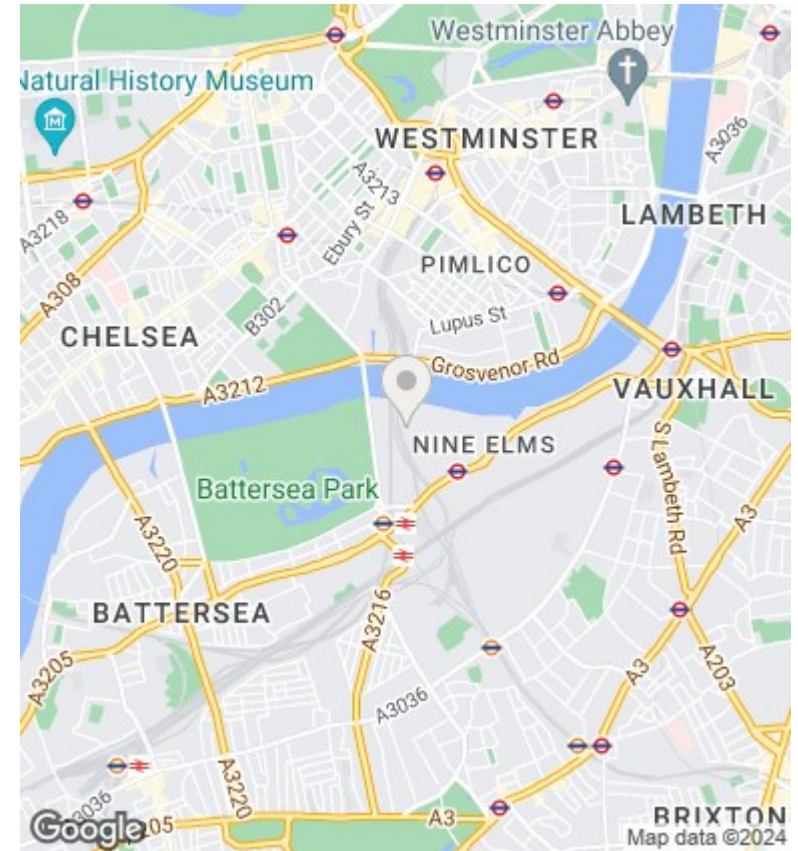 Westminster Abbey
Natural History Museum
WESTMINSTER
A3036
A3213
LAMBETH
A3218
Ebury St
PIMLICO
A308
B302
Lupus St
CHELSEA
Grosvenor Rd
A3212
VAUXHALL
NINE ELMS
S Lambeth Rd
Battersea Park
A3
A3220
BATTERSEA
A3216
A3205
A3
A203
A3036
3036
A3220
Google
205
A3
BRIXTON
Map data ©2024